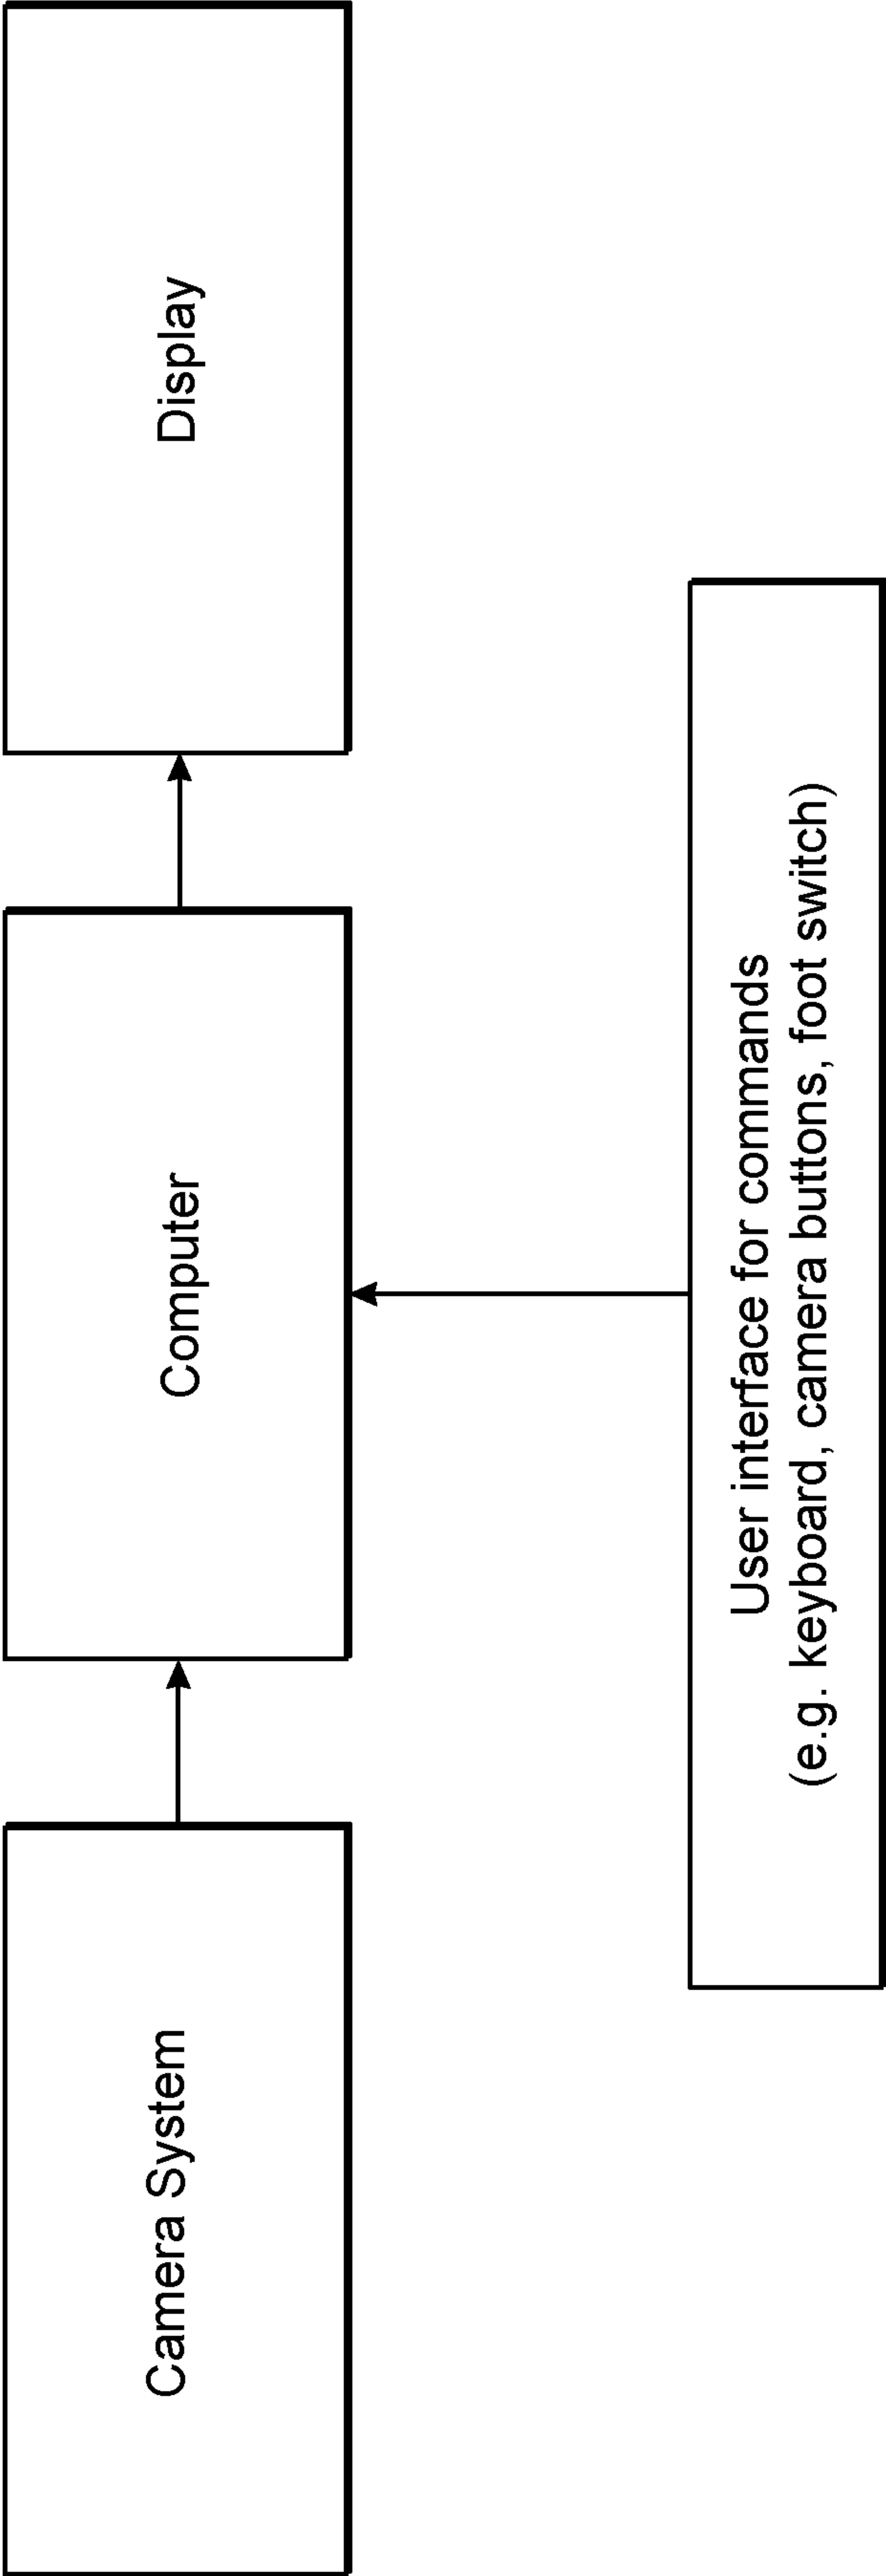 Camera System
Computer
Display
User interface for commands
(e.g. keyboard, camera buttons, foot switch)